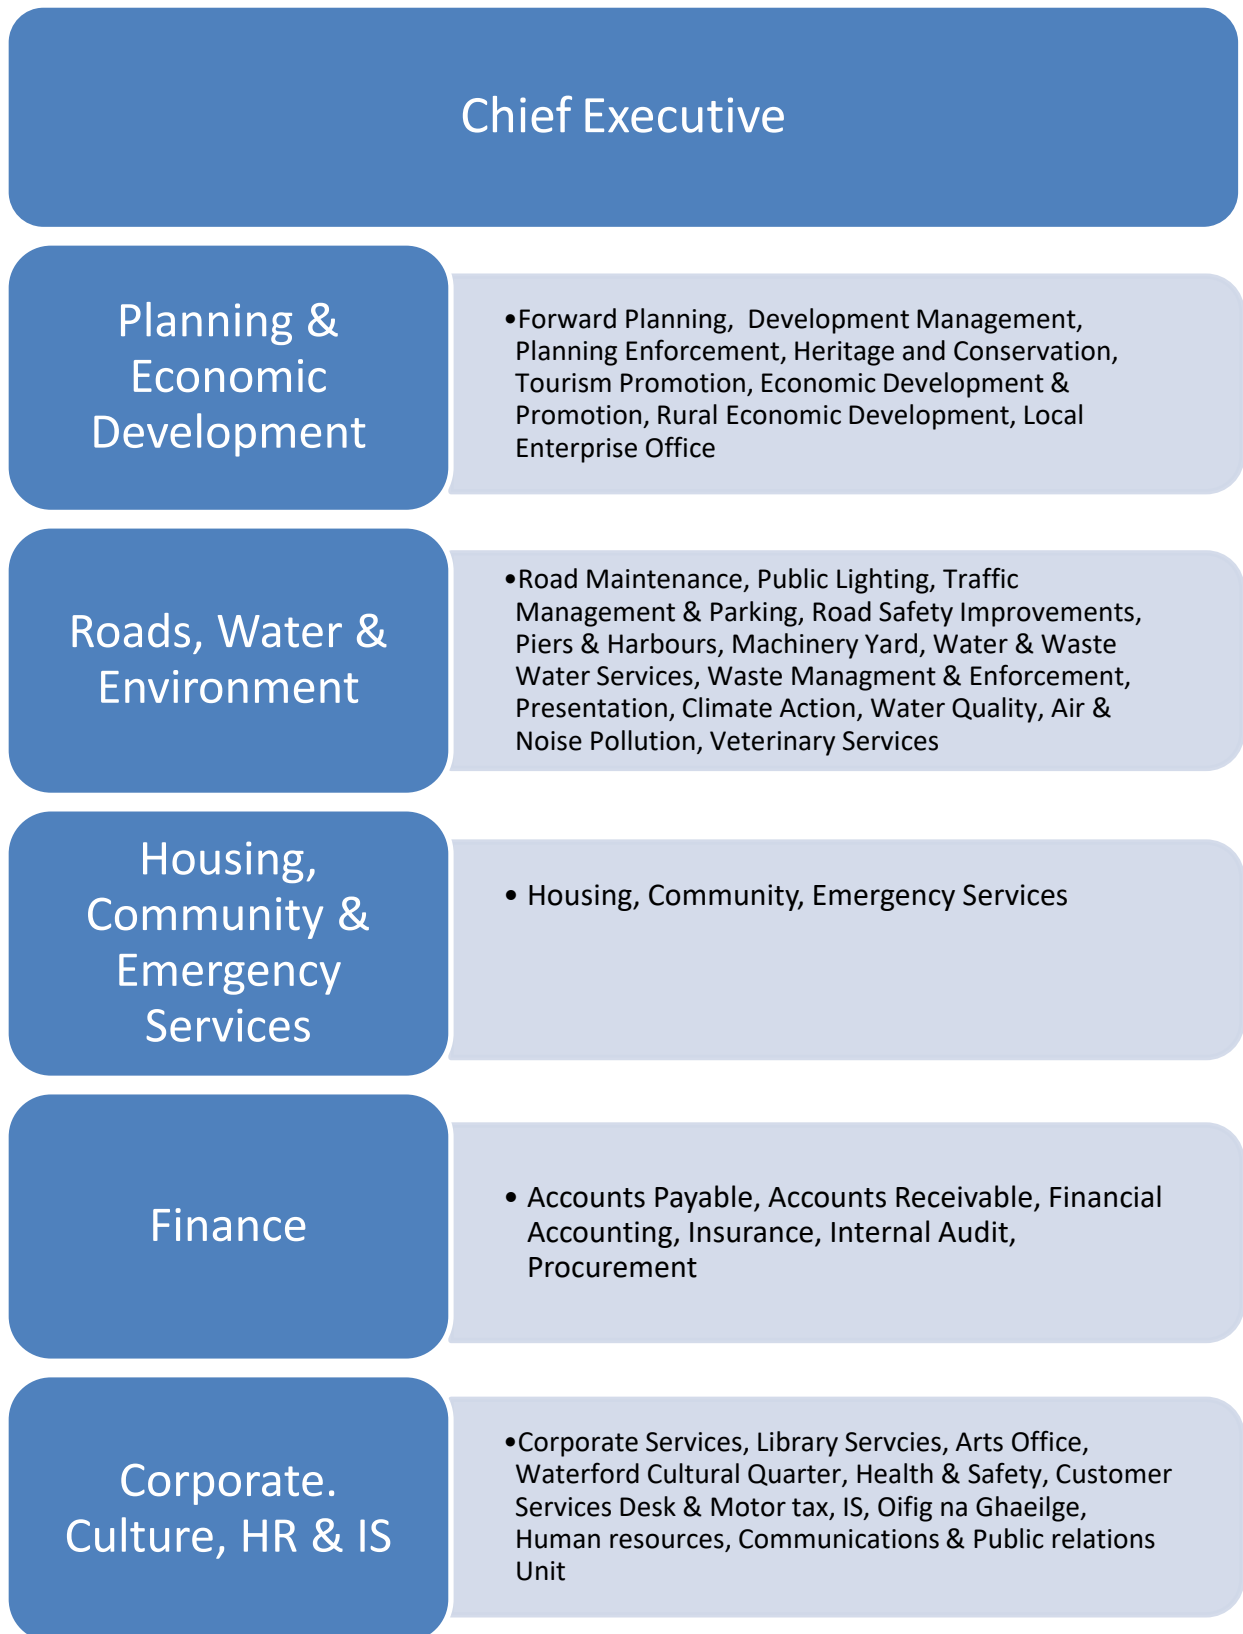 Chief Executive
Planning &
Economic
Development
•Forward Planning,  Development Management,
Planning Enforcement, Heritage and Conservation,
Tourism Promotion, Economic Development &
Promotion, Rural Economic Development, Local
Enterprise Office
Roads, Water &
Environment
•Road Maintenance, Public Lighting, Traffic
Management & Parking, Road Safety Improvements,
Piers & Harbours, Machinery Yard, Water & Waste
Water Services, Waste Managment & Enforcement,
Presentation, Climate Action, Water Quality, Air &
Noise Pollution, Veterinary Services
Housing,
Community &
Emergency
Services
• Housing, Community, Emergency Services
Finance
• Accounts Payable, Accounts Receivable, Financial
Accounting, Insurance, Internal Audit,
Procurement
Corporate.
Culture, HR & IS
•Corporate Services, Library Servcies, Arts Office,
Waterford Cultural Quarter, Health & Safety, Customer
Services Desk & Motor tax, IS, Oifig na Ghaeilge,
Human resources, Communications & Public relations
Unit